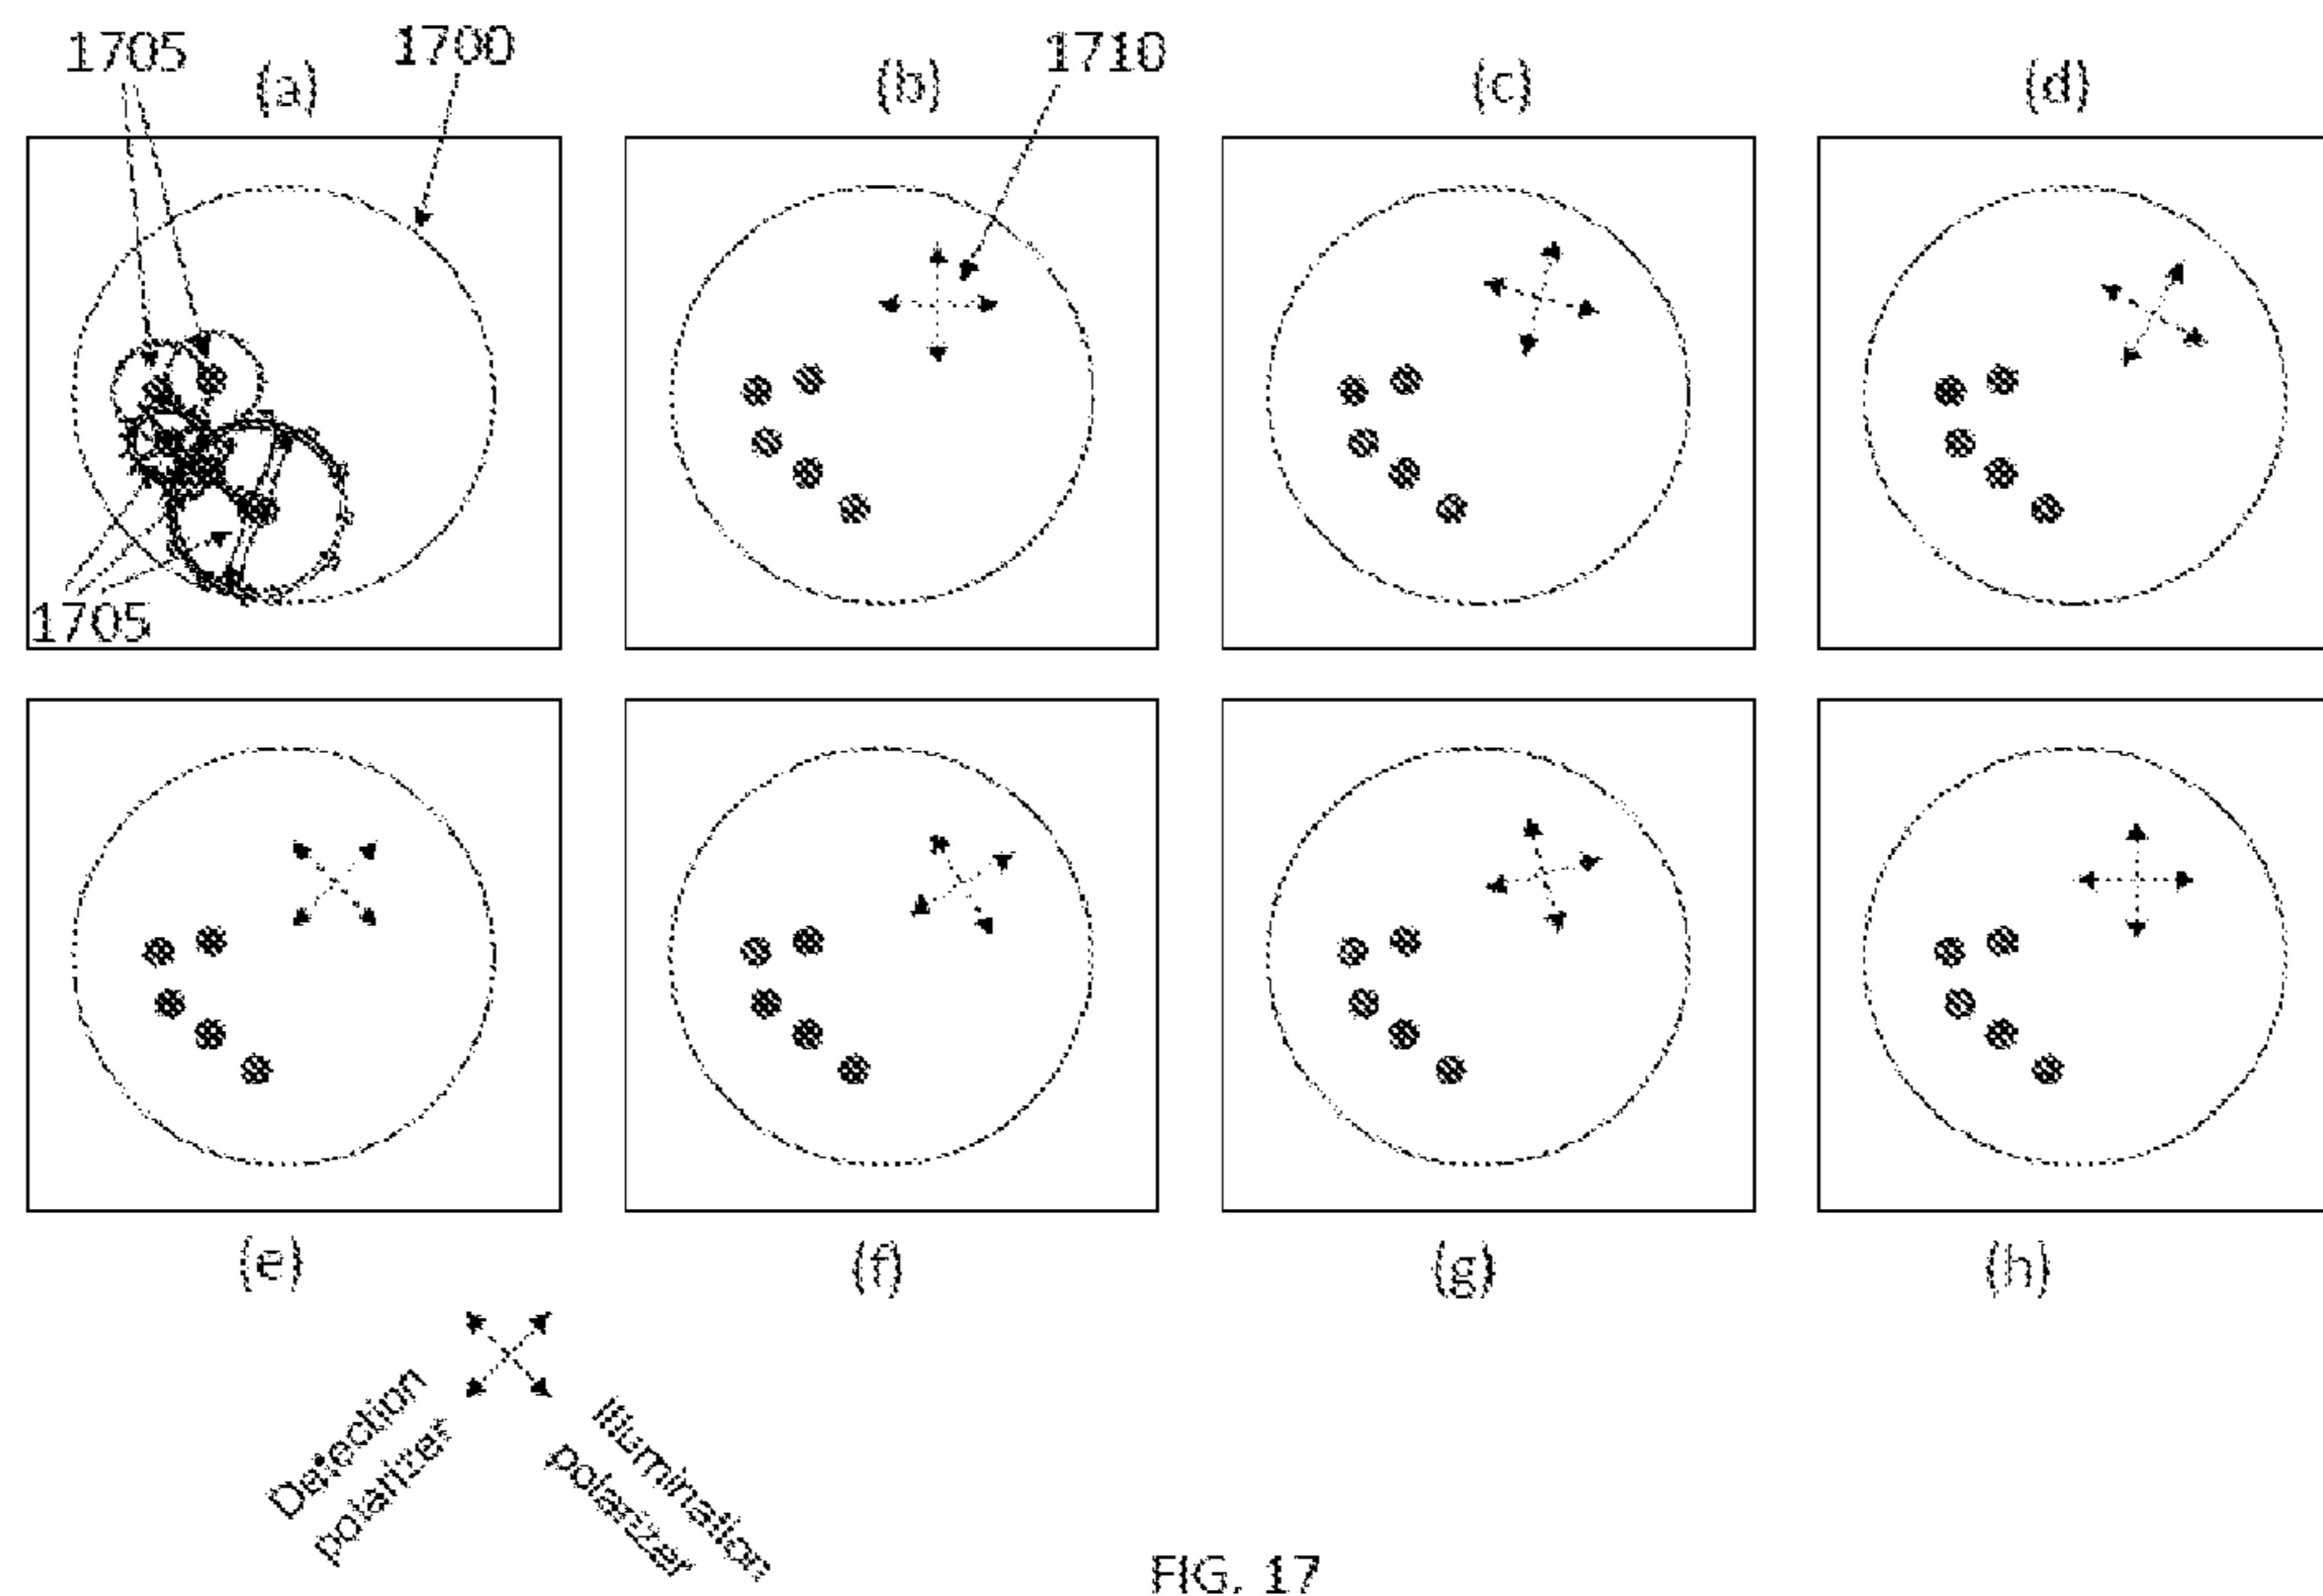 1705
1700
1710
(a)
(b)
(c)
(d)
1705
(e)
(f)
(g)
(h)
Detection
polarizer
Illumination
polarizer
FIG. 17